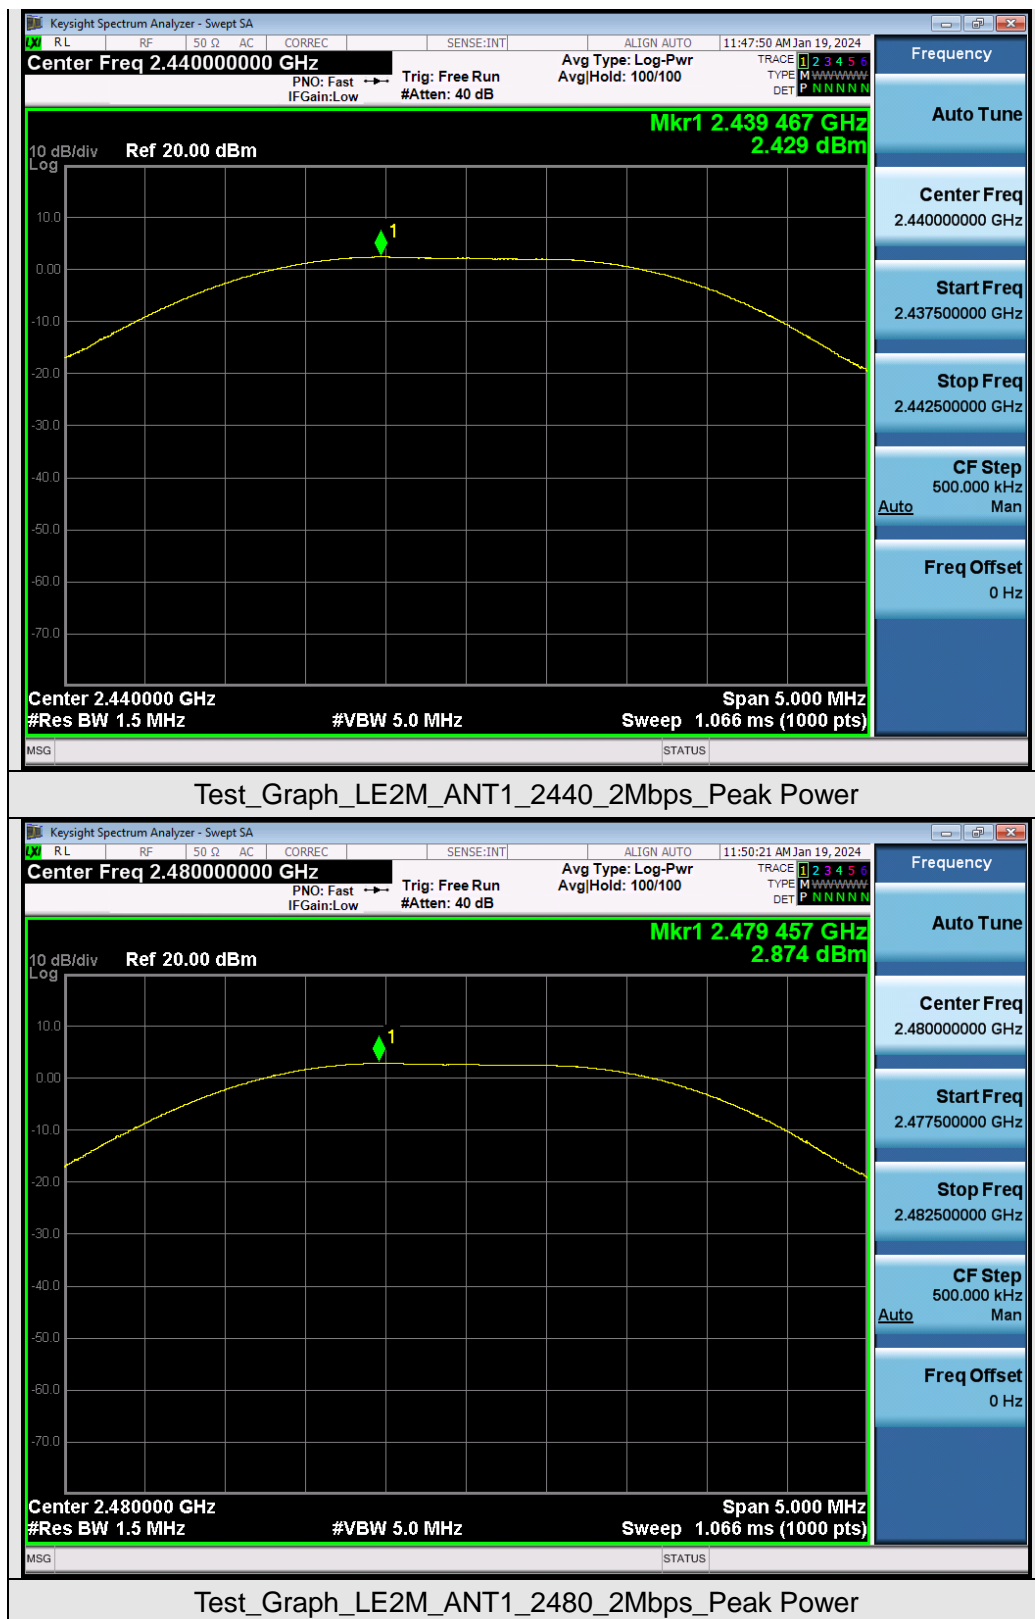 Keysight Spectrum Analyzer - Swept SA
LXI RL RF 50 Ω AC CORREC SENSE:INT ALIGN AUTO 11:47:50 AM Jan 19, 2024
Center Freq 2.440000000 GHz
PNO: Fast
IFGain:Low
Trig: Free Run
#Atten: 40 dB
Avg Type: Log-Pwr
Avg|Hold: 100/100
TRACE 1 2 3 4 5 6
TYPE M WWWWW
DET P N N N N N
Mkr1 2.439 467 GHz
2.429 dBm
10 dB/div Ref 20.00 dBm
Log
1
10.0
0.00
-10.0
-20.0
-30.0
-40.0
-50.0
-60.0
-70.0
Center 2.440000 GHz Span 5.000 MHz
#Res BW 1.5 MHz #VBW 5.0 MHz Sweep 1.066 ms (1000 pts)
MSG STATUS
Frequency
Auto Tune
Center Freq
2.440000000 GHz
Start Freq
2.437500000 GHz
Stop Freq
2.442500000 GHz
CF Step
500.000 kHz
Auto Man
Freq Offset
0 Hz
Test_Graph_LE2M_ANT1_2440_2Mbps_Peak Power
Keysight Spectrum Analyzer - Swept SA
LXI RL RF 50 Ω AC CORREC SENSE:INT ALIGN AUTO 11:50:21 AM Jan 19, 2024
Center Freq 2.480000000 GHz
PNO: Fast
IFGain:Low
Trig: Free Run
#Atten: 40 dB
Avg Type: Log-Pwr
Avg|Hold: 100/100
TRACE 1 2 3 4 5 6
TYPE M WWWWW
DET P N N N N N
Mkr1 2.479 457 GHz
2.874 dBm
10 dB/div Ref 20.00 dBm
Log
1
10.0
0.00
-10.0
-20.0
-30.0
-40.0
-50.0
-60.0
-70.0
Center 2.480000 GHz Span 5.000 MHz
#Res BW 1.5 MHz #VBW 5.0 MHz Sweep 1.066 ms (1000 pts)
MSG STATUS
Frequency
Auto Tune
Center Freq
2.480000000 GHz
Start Freq
2.477500000 GHz
Stop Freq
2.482500000 GHz
CF Step
500.000 kHz
Auto Man
Freq Offset
0 Hz
Test_Graph_LE2M_ANT1_2480_2Mbps_Peak Power